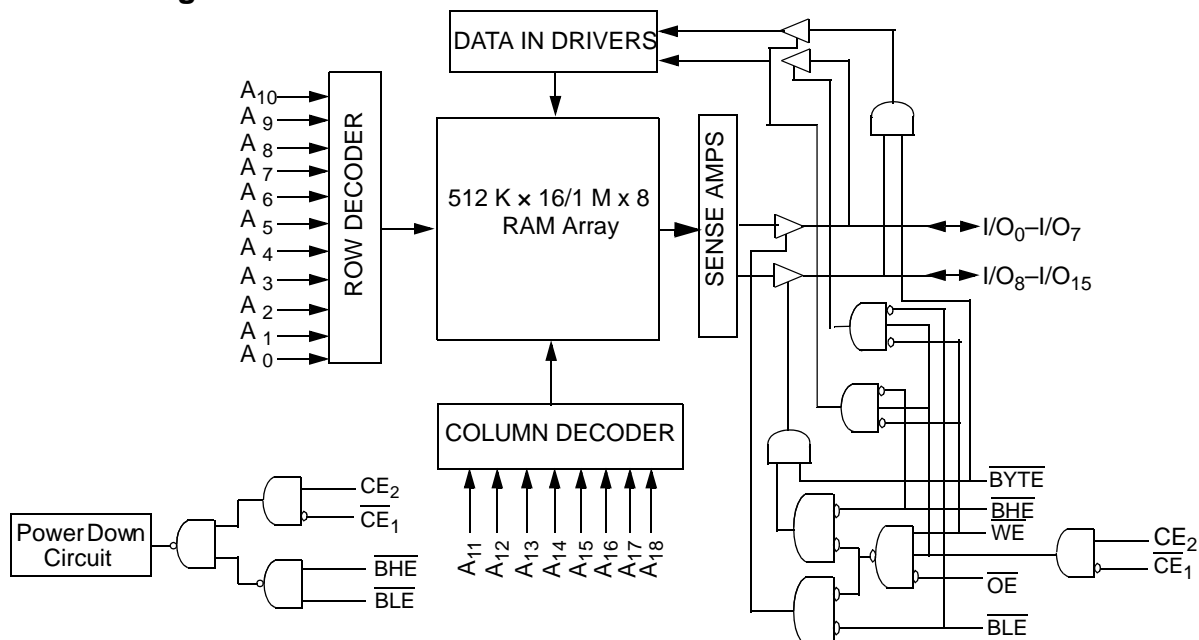 DATA IN DRIVERS
A10
A9
A8
A7
A6
A5
A4
A3
A2
A1
A0
ROW DECODER
512 K × 16/1 M x 8
RAM Array
SENSE AMPS
I/O0–I/O7
I/O8–I/O15
COLUMN DECODER
A11
A12
A13
A14
A15
A16
A17
A18
BYTE
BHE
WE
CE2
CE1
OE
BLE
Power Down
Circuit
CE2
CE1
BHE
BLE